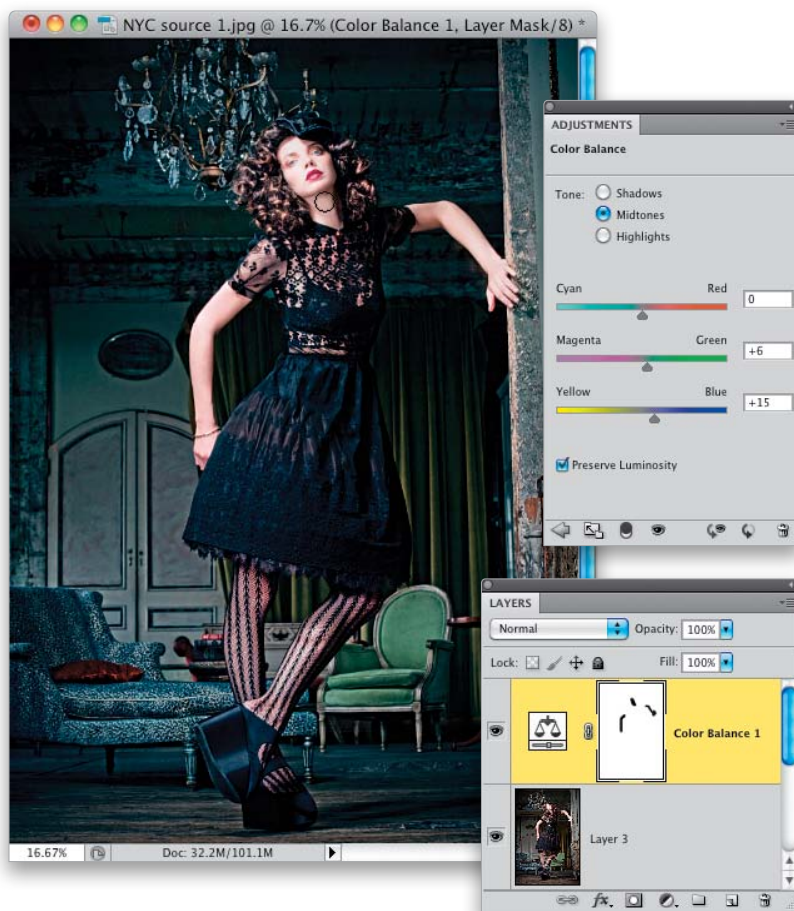 NYC source 1.jpg @ 16.7% (Color Balance 1, Layer Mask/8) *
16.67%
Doc: 32.2M/101.1M
ADJUSTMENTS
Color Balance
Tone:
Shadows
Midtones
Highlights
Cyan Red 0
Magenta Green +6
Yellow Blue +15
Preserve Luminosity
LAYERS
Normal Opacity: 100%
Lock: Fill: 100%
Color Balance 1
Layer 3
fx